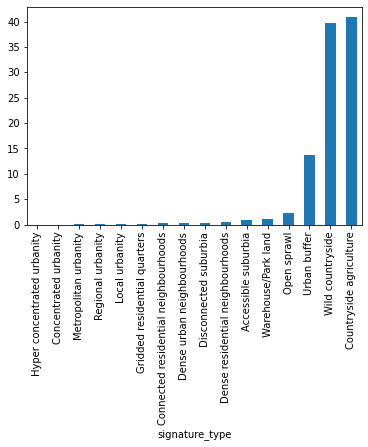 40
35
30
25
20
15
10
5
0
Hyper concentrated urbanity
Concentrated urbanity
Metropolitan urbanity
Regional urbanity
Local urbanity
Gridded residential quarters
Connected residential neighbourhoods
Dense urban neighbourhoods
Disconnected suburbia
Dense residential neighbourhoods
Accessible suburbia
Warehouse/Park land
Open sprawl
Urban buffer
Wild countryside
Countryside agriculture
signature_type